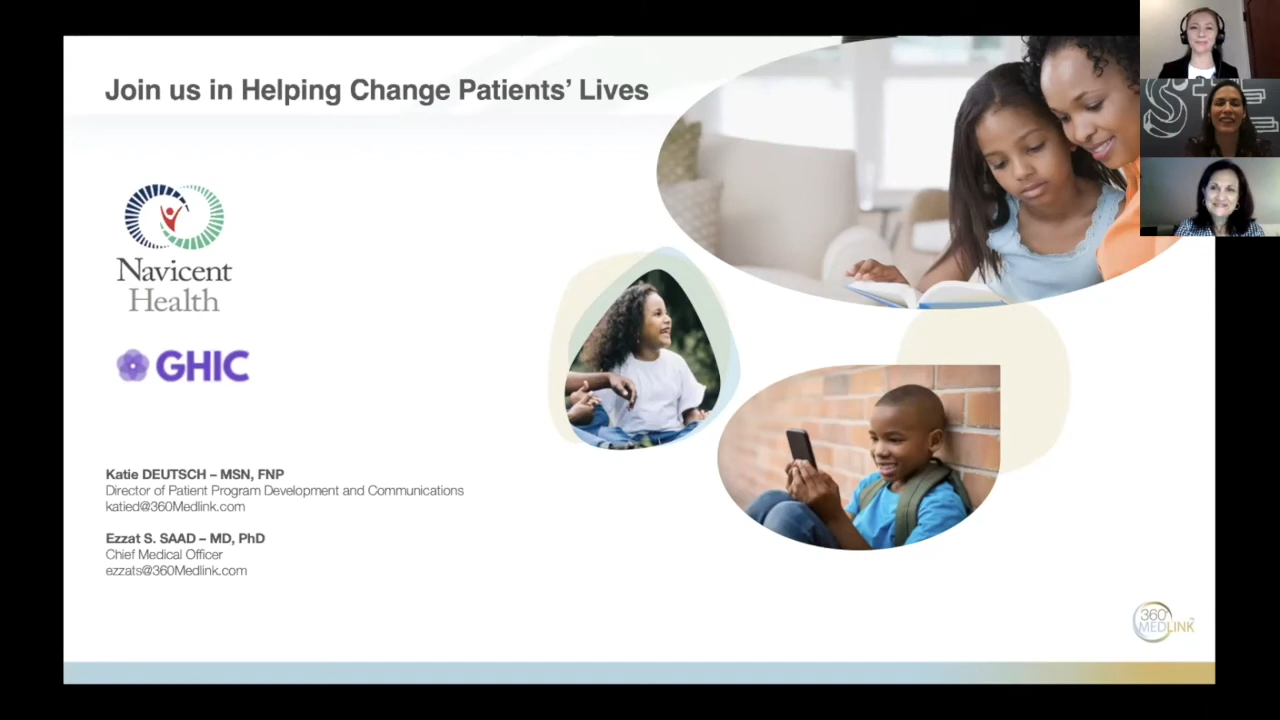 Join us in Helping Change Patients' Lives
Navicent
Health
GHIC
Katie DEUTSCH – MSN, FNP
Director of Patient Program Development and Communications
katied@360Medlink.com
Ezzat S. SAAD – MD, PhD
Chief Medical Officer
ezzats@360Medlink.com
360°
MEDLINK